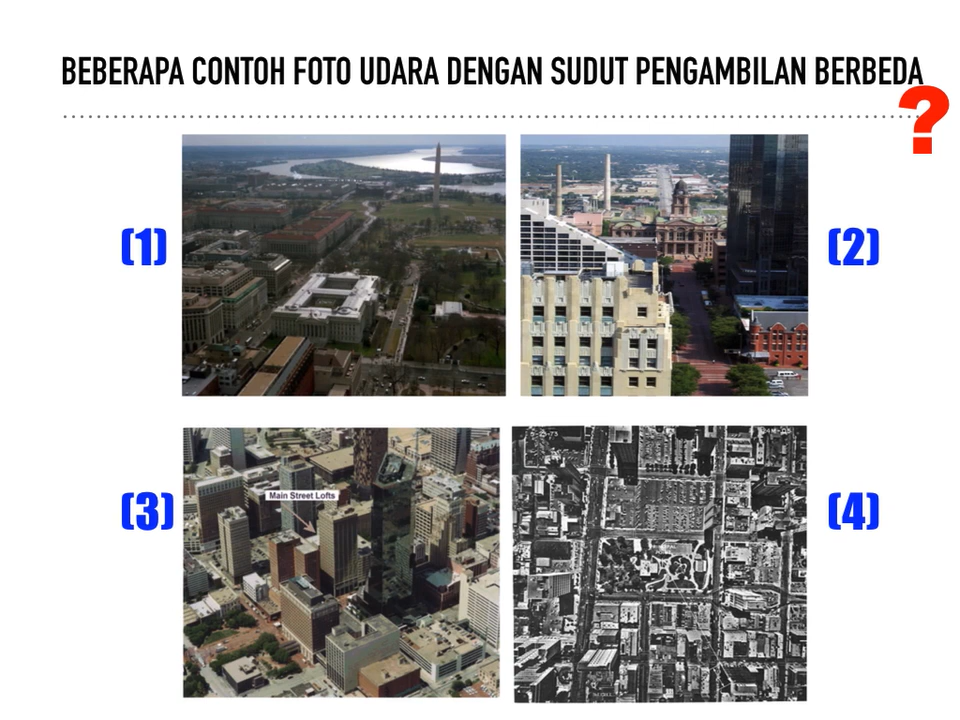 BEBERAPA CONTOH FOTO UDARA DENGAN SUDUT PENGAMBILAN BERBEDA
?
(1)
(2)
(3)
Main Street Lofts
(4)